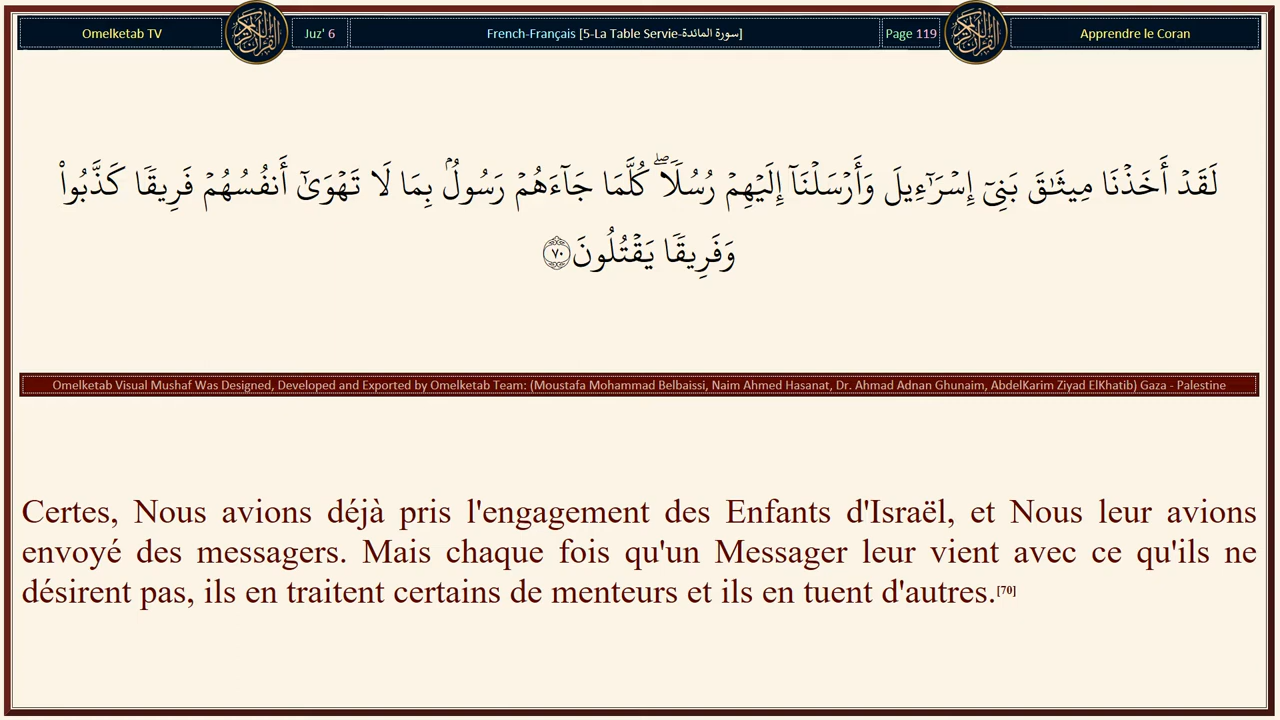 Omelketab TV
Juz' 6
French-Français [5-La Table Servie-سورة المائدة]
Page 119
Apprendre le Coran
لَقَدۡ أَخَذۡنَا مِيثَٰقَ بَنِيٓ إِسۡرَٰٓءِيلَ وَأَرۡسَلۡنَآ إِلَيۡهِمۡ رُسُلٗاۖ كُلَّمَا جَآءَهُمۡ رَسُولُۢ بِمَا لَا تَهۡوَىٰٓ أَنفُسُهُمۡ فَرِيقٗا كَذَّبُواْ
وَفَرِيقٗا يَقۡتُلُونَ ٧٠
Omelketab Visual Mushaf Was Designed, Developed and Exported by Omelketab Team: (Moustafa Mohammad Belbaissi, Naim Ahmed Hasanat, Dr. Ahmad Adnan Ghunaim, AbdelKarim Ziyad ElKhatib) Gaza - Palestine
Certes, Nous avions déjà pris l'engagement des Enfants d'Israël, et Nous leur avions
envoyé des messagers. Mais chaque fois qu'un Messager leur vient avec ce qu'ils ne
désirent pas, ils en traitent certains de menteurs et ils en tuent d'autres.[70]